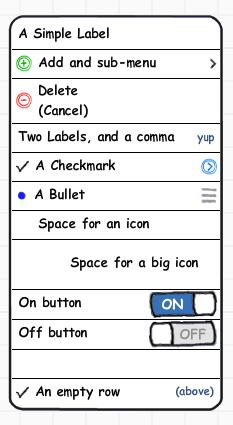 A Simple Label
Add and sub-menu
Delete
(Cancel)
Two Labels, and a comma yup
A Checkmark
A Bullet
Space for an icon
Space for a big icon
On button ON
Off button OFF
An empty row (above)